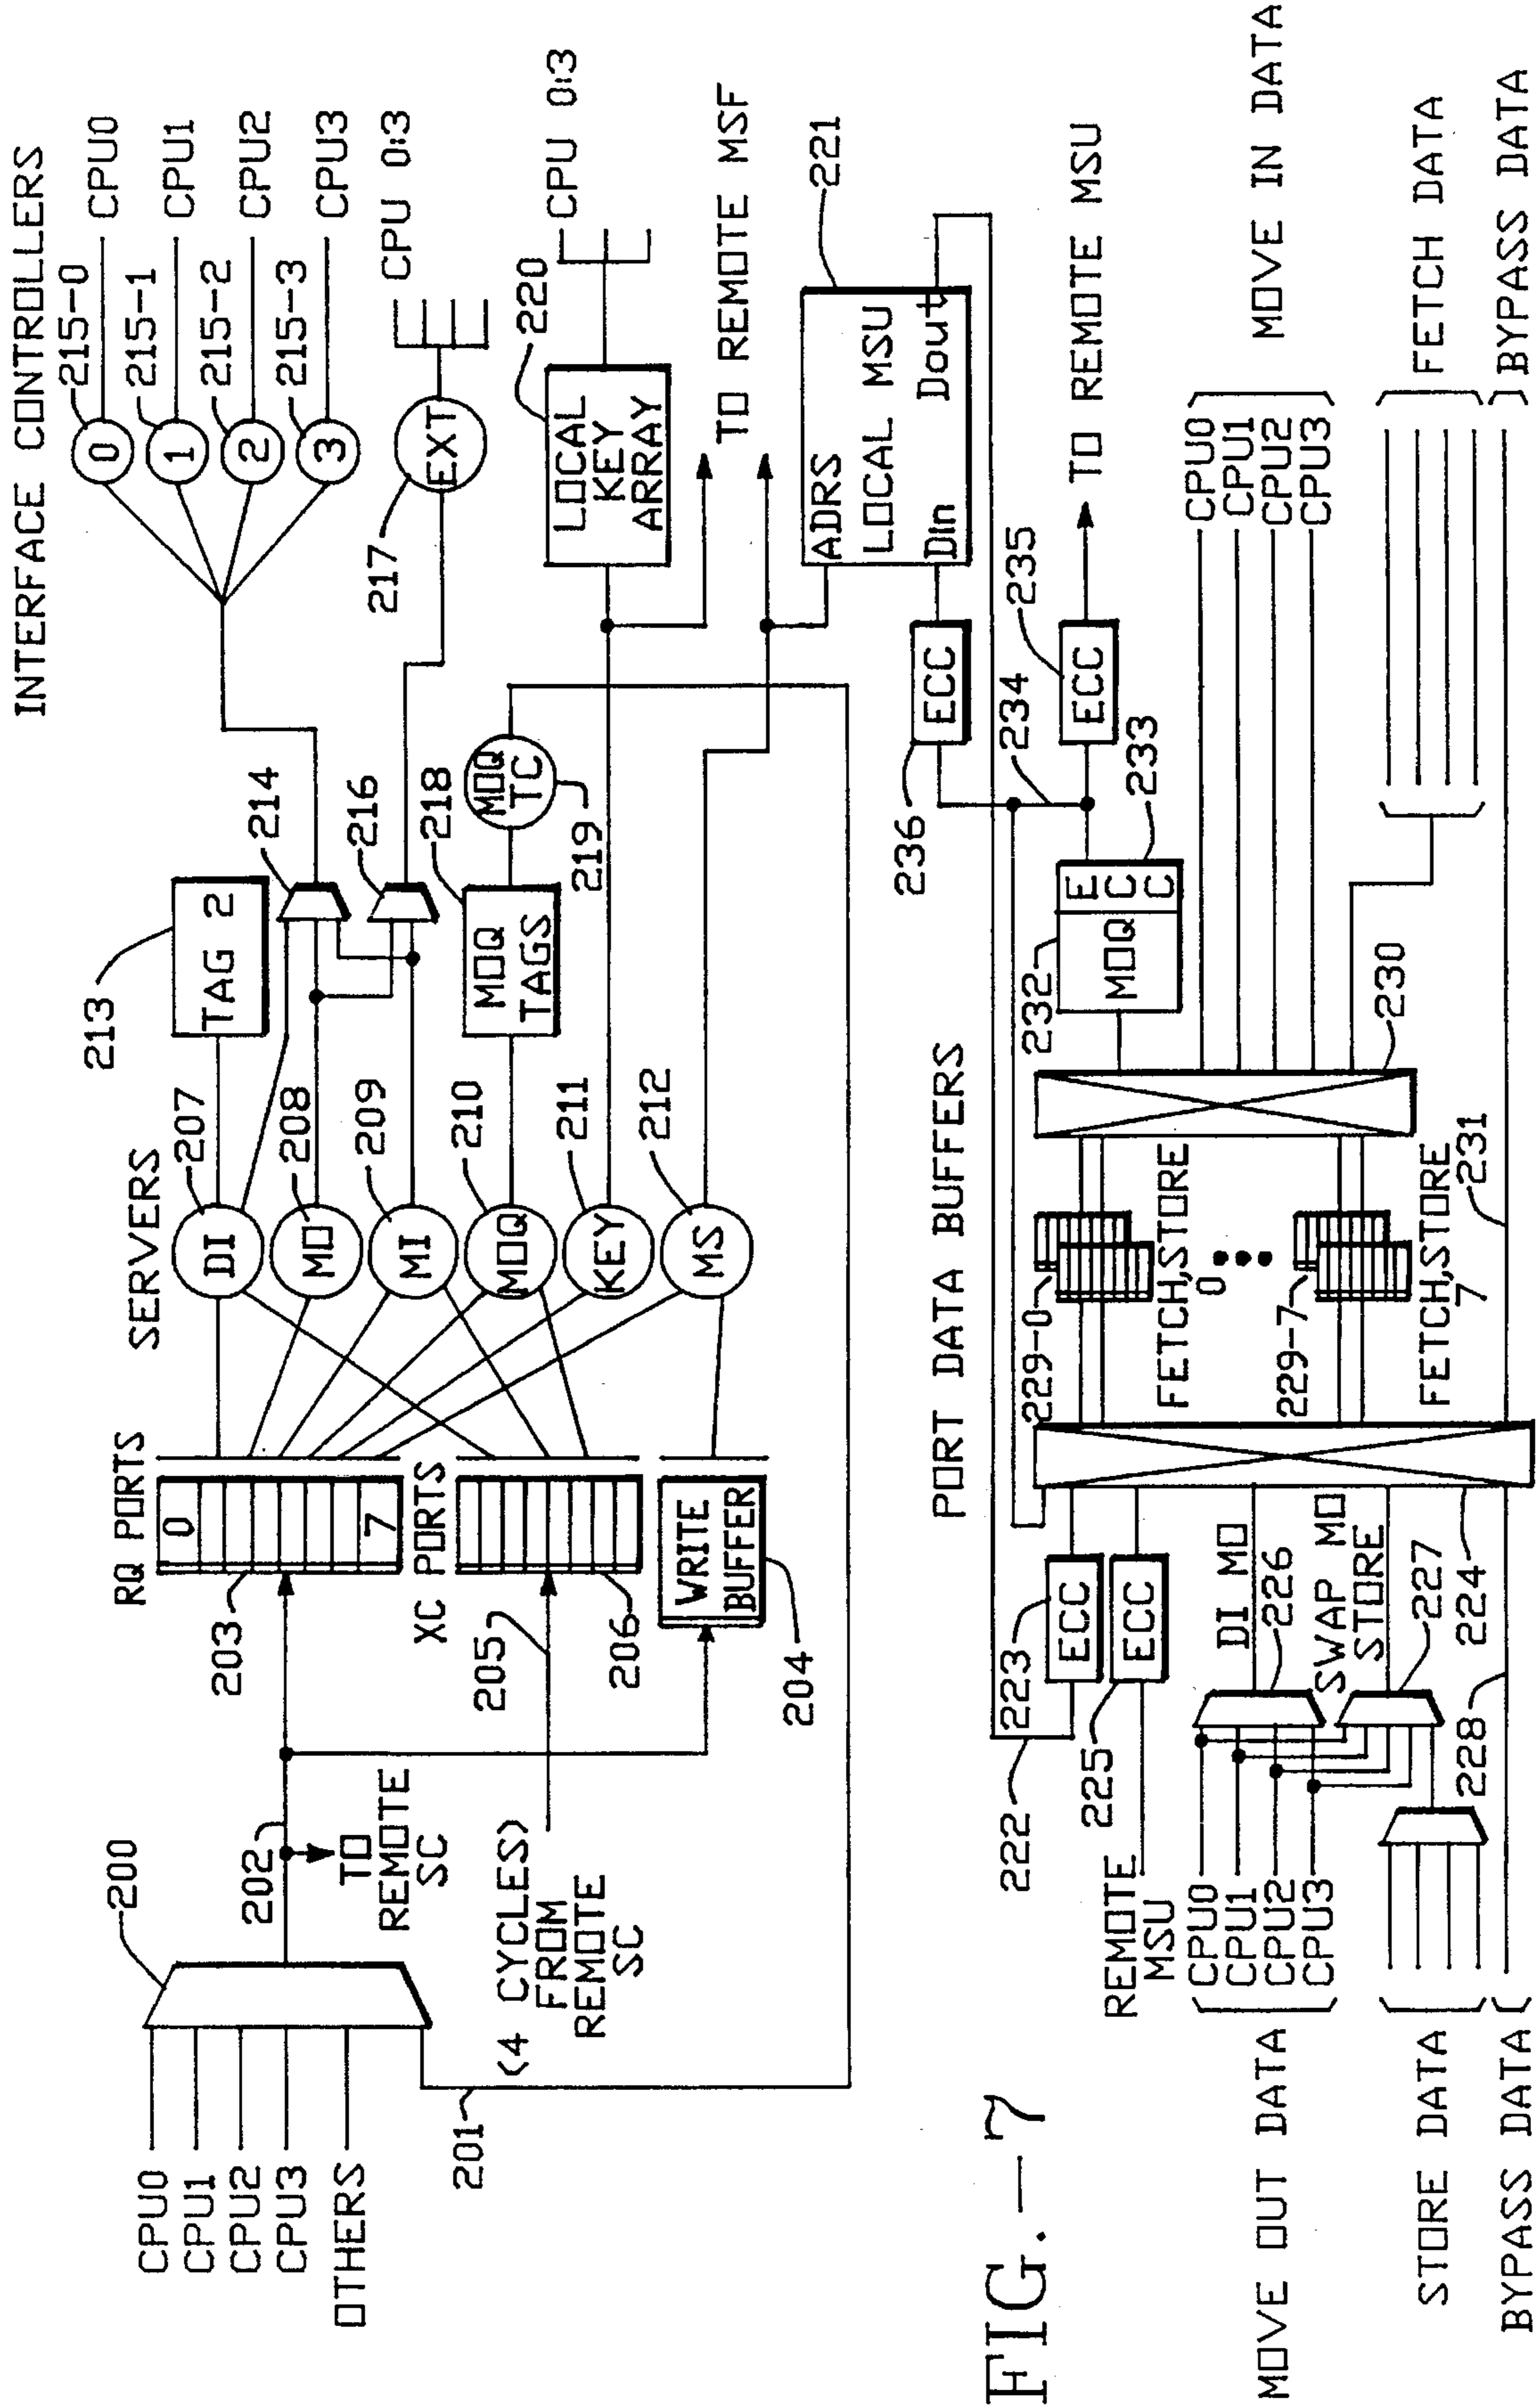 INTERFACE CONTROLLERS
215-0
0
CPU0
215-1
1
CPU1
215-2
2
CPU2
215-3
3
CPU3
CPU 0:3
217
EXT
220
LOCAL
KEY
ARRAY
CPU 0:3
TO REMOTE MSF
221
ADRS
LOCAL MSU
Din
Dout
SERVERS
213
TAG 2
214
216
218
MOQ
TAGS
MOQ
TC
219
207
DI
208
MO
209
MI
210
MOQ
211
KEY
212
MS
RQ PORTS
0
7
203
XC PORTS
205
206
WRITE
BUFFER
204
200
202
TO
REMOTE
SC
(4 CYCLES)
FROM
REMOTE
SC
201
CPU0
CPU1
CPU2
CPU3
OTHERS
FIG.—7
PORT DATA BUFFERS
236
ECC
235
ECC
234
TO REMOTE MSU
232
MOQ
ECC
233
230
229-0
FETCH,STORE
0
229-7
FETCH,STORE
7
231
222
223
ECC
225
ECC
REMOTE
MSU
DI MO
226
SWAP MO
STORE
227
224
228
CPU0
CPU1
CPU2
CPU3
MOVE OUT DATA
STORE DATA
BYPASS DATA
CPU0
CPU1
CPU2
CPU3
MOVE IN DATA
FETCH DATA
BYPASS DATA